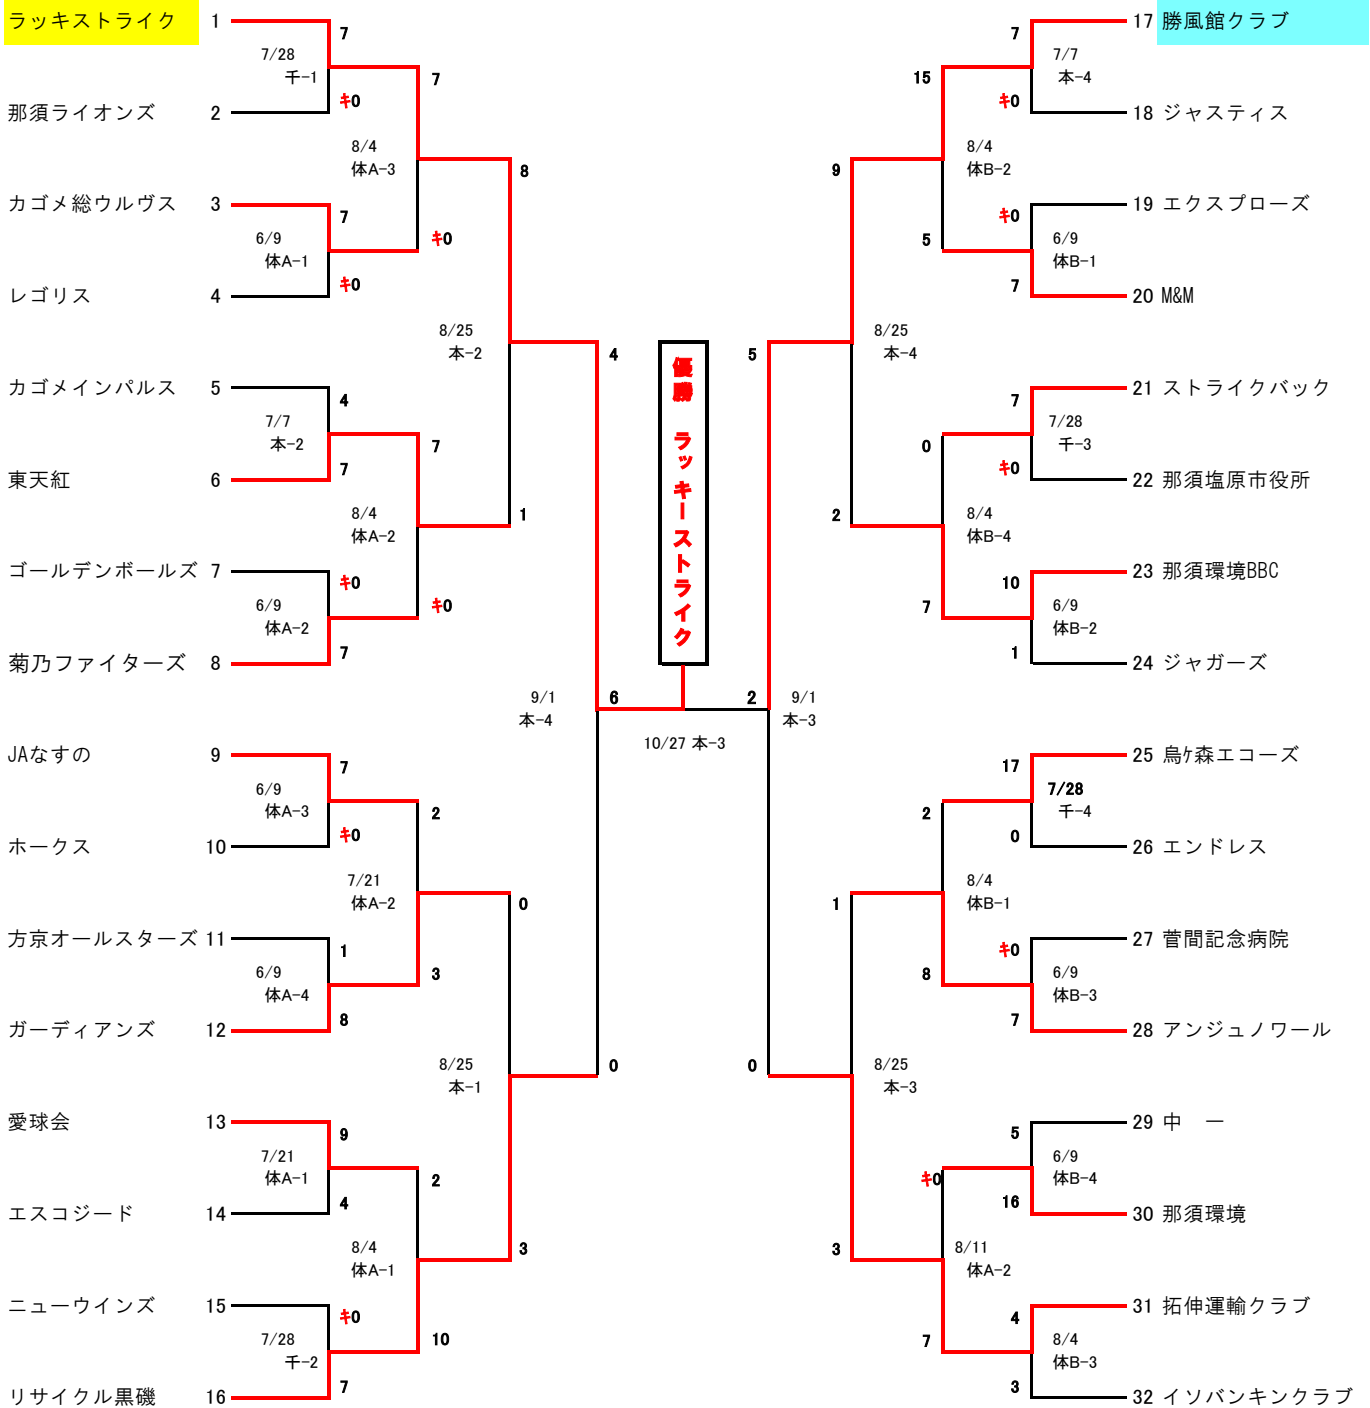 ラッキストライク 1
7
7/28
千-1
7
那須ライオンズ 2
キ0
8/4
体A-3
8
カゴメ総ウルヴス 3
7
6/9
体A-1
キ0
レゴリス 4
キ0
8/25
本-2
4
カゴメインパルス 5
4
7/7
本-2
7
東天紅 6
7
8/4
体A-2
1
ゴールデンボールズ 7
キ0
6/9
体A-2
キ0
菊乃ファイターズ 8
7
9/1
本-4
6
JAなすの 9
7
6/9
体A-3
2
ホークス 10
キ0
7/21
体A-2
0
方京オールスターズ 11
1
6/9
体A-4
3
ガーディアンズ 12
8
8/25
本-1
0
愛球会 13
9
7/21
体A-1
2
エスコジード 14
4
8/4
体A-1
3
ニューウインズ 15
キ0
7/28
千-2
10
リサイクル黒磯 16
7
優勝 ラッキーストライク
10/27 本-3
17 勝風館クラブ
7
7/7
本-4
15
18 ジャスティス
キ0
8/4
体B-2
9
19 エクスプローズ
キ0
6/9
体B-1
5
20 M&M
7
8/25
本-4
5
21 ストライクバック
7
7/28
千-3
0
22 那須塩原市役所
キ0
8/4
体B-4
2
23 那須環境BBC
10
6/9
体B-2
7
24 ジャガーズ
1
9/1
本-3
2
25 烏ケ森エコーズ
17
7/28
千-4
2
26 エンドレス
0
8/4
体B-1
1
27 菅間記念病院
キ0
6/9
体B-3
8
28 アンジュノワール
7
8/25
本-3
0
29 中 一
5
6/9
体B-4
キ0
30 那須環境
16
8/11
体A-2
3
31 拓伸運輸クラブ
4
8/4
体B-3
7
32 イソバンキンクラブ
3